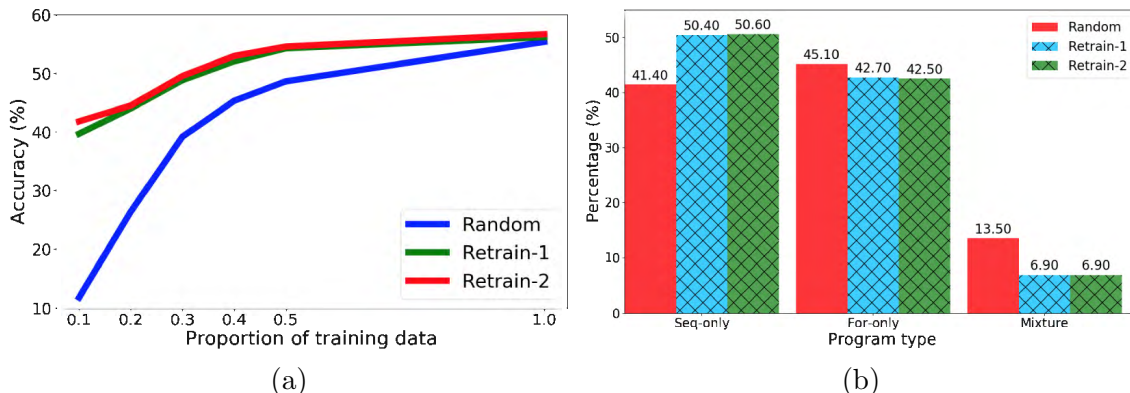 60
50
40
30
20
10
Accuracy (%)
Random
Retrain-1
Retrain-2
0.1 0.2 0.3 0.4 0.5 1.0
Proportion of training data
(a)
50
40
30
20
10
0
Percentage (%)
Random
Retrain-1
Retrain-2
41.40 50.40 50.60
45.10 42.70 42.50
13.50 6.90 6.90
Seq-only For-only Mixture
Program type
(b)